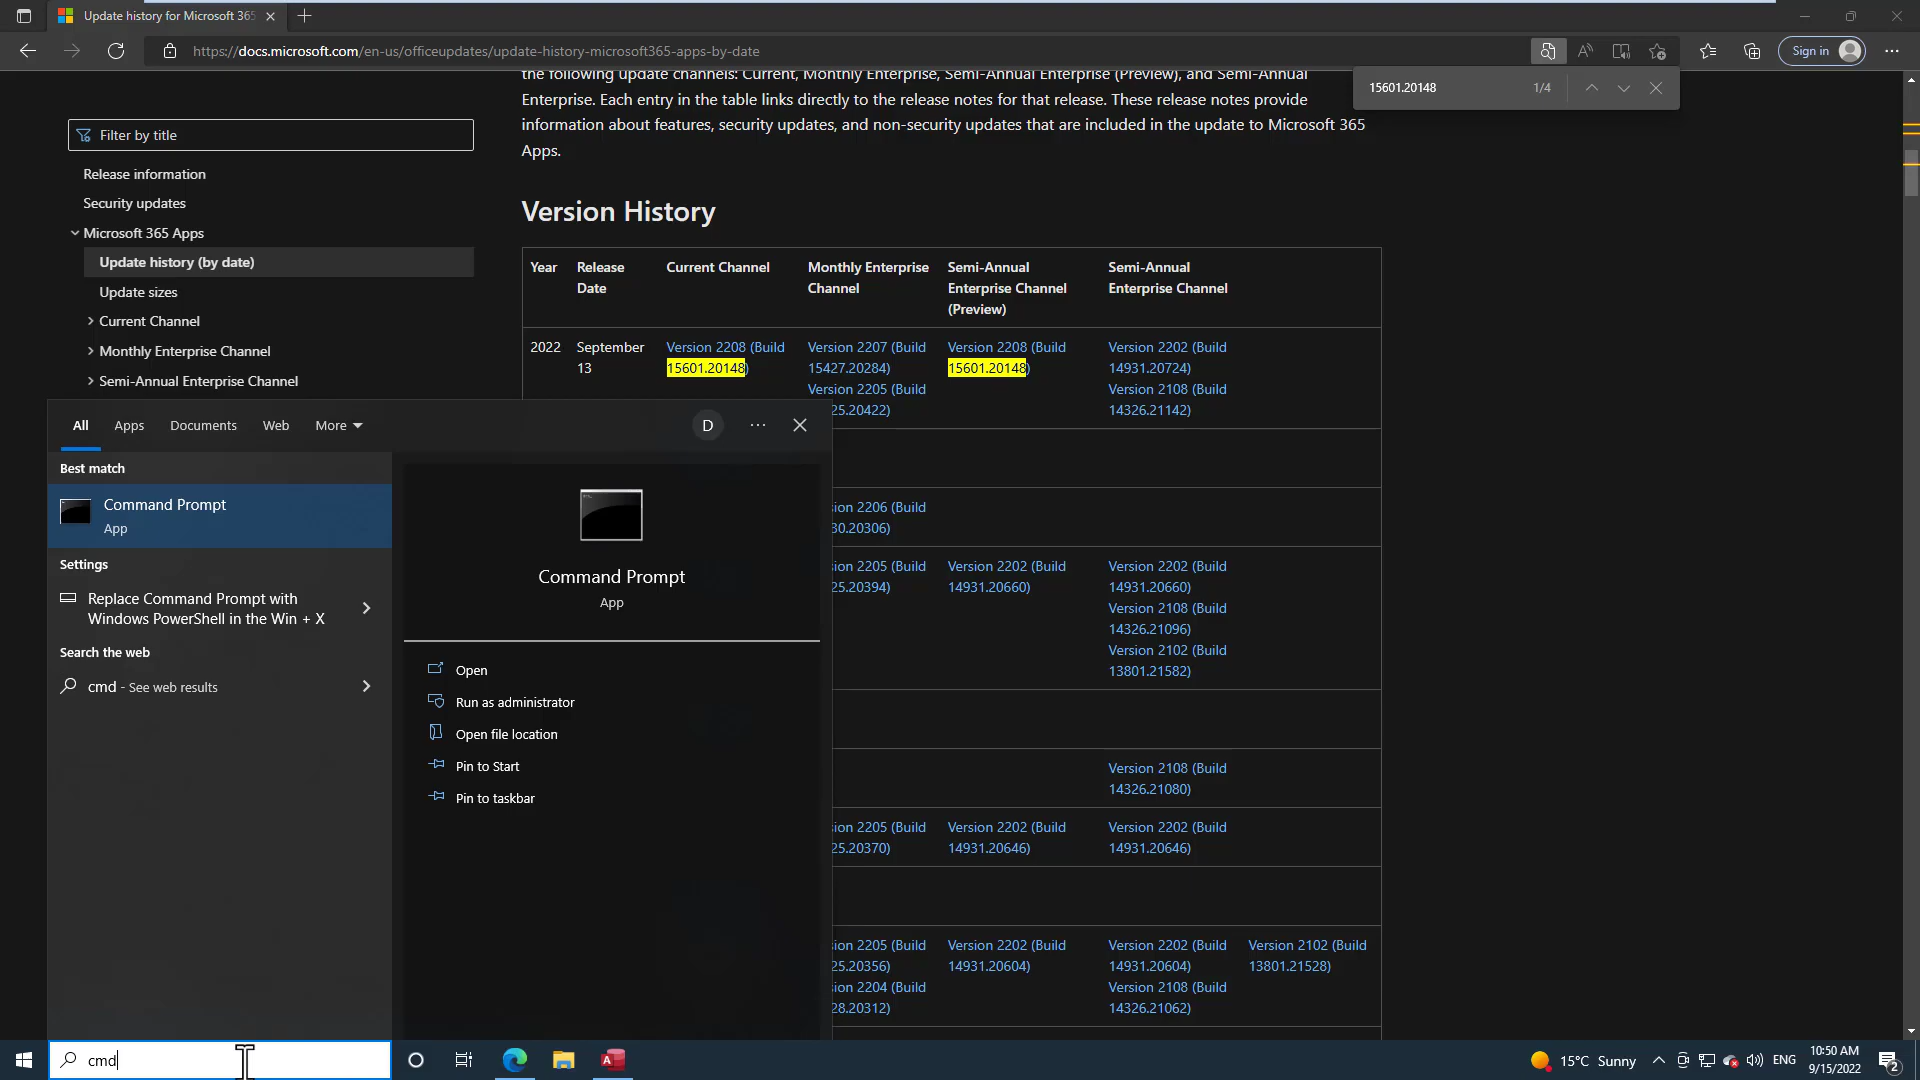 Update history for Microsoft 365
https://docs.microsoft.com/en-us/officeupdates/update-history-microsoft365-apps-by-date
Sign in
15601.20148
1/4
the following update channels: Current, Monthly Enterprise, Semi-Annual Enterprise (Preview), and Semi-Annual
Enterprise. Each entry in the table links directly to the release notes for that release. These release notes provide
information about features, security updates, and non-security updates that are included in the update to Microsoft 365
Apps.
Filter by title
Release information
Security updates
Microsoft 365 Apps
Update history (by date)
Update sizes
Current Channel
Monthly Enterprise Channel
Semi-Annual Enterprise Channel
Version History
Year
Release
Date
Current Channel
Monthly Enterprise
Channel
Semi-Annual
Enterprise Channel
(Preview)
Semi-Annual
Enterprise Channel
2022
September
13
Version 2208 (Build
15601.20148)
Version 2207 (Build
15427.20284)
Version 2205 (Build
25.20422)
Version 2208 (Build
15601.20148)
Version 2202 (Build
14931.20724)
Version 2108 (Build
14326.21142)
sion 2206 (Build
30.20306)
sion 2205 (Build
25.20394)
Version 2202 (Build
14931.20660)
Version 2202 (Build
14931.20660)
Version 2108 (Build
14326.21096)
Version 2102 (Build
13801.21582)
Version 2108 (Build
14326.21080)
sion 2205 (Build
25.20370)
Version 2202 (Build
14931.20646)
Version 2202 (Build
14931.20646)
sion 2205 (Build
25.20356)
sion 2204 (Build
28.20312)
Version 2202 (Build
14931.20604)
Version 2202 (Build
14931.20604)
Version 2108 (Build
14326.21062)
Version 2102 (Build
13801.21528)
All
Apps
Documents
Web
More
D
Best match
Command Prompt
App
Settings
Replace Command Prompt with
Windows PowerShell in the Win + X
Search the web
cmd - See web results
Command Prompt
App
Open
Run as administrator
Open file location
Pin to Start
Pin to taskbar
cmd
15°C Sunny
ENG
10:50 AM
9/15/2022
2